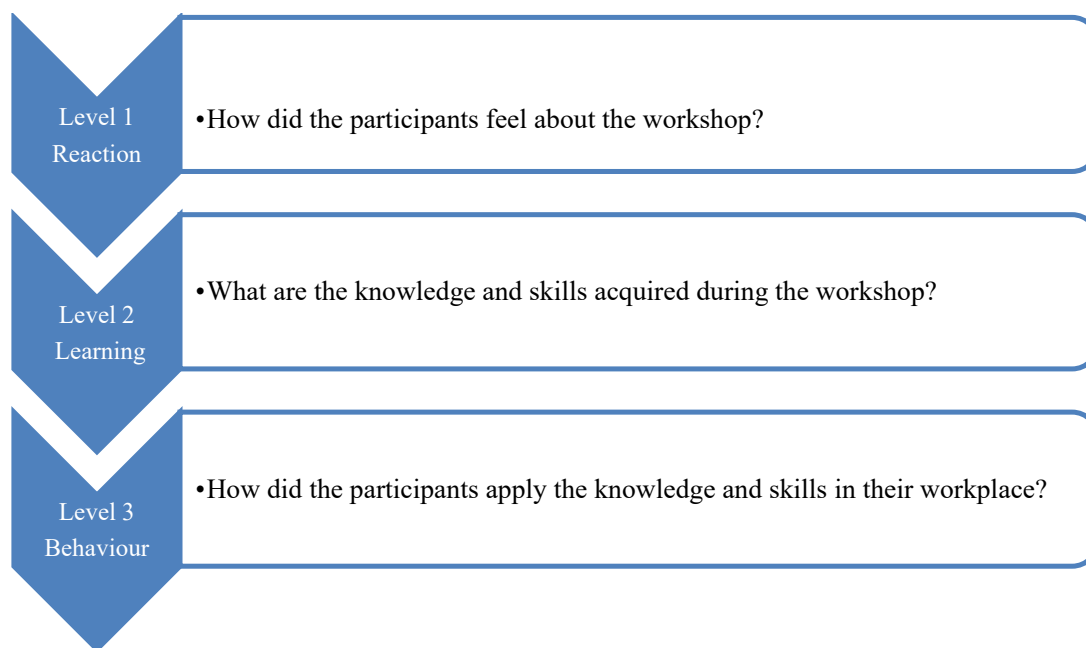 Level 1
Reaction
•How did the participants feel about the workshop?
Level 2
Learning
•What are the knowledge and skills acquired during the workshop?
Level 3
Behaviour
•How did the participants apply the knowledge and skills in their workplace?